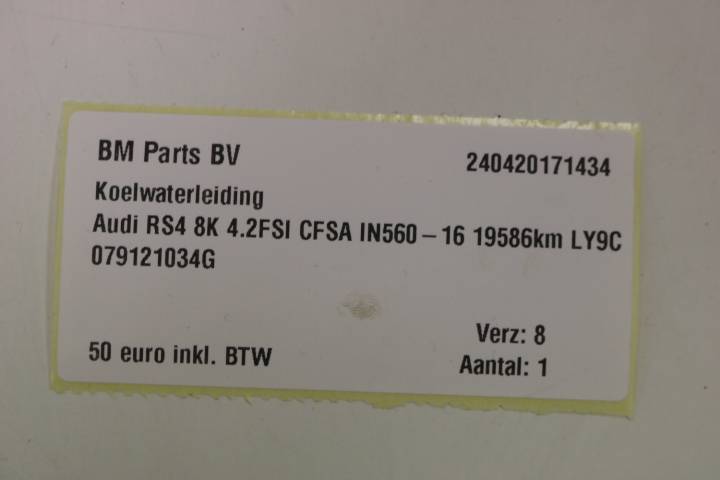 BM Parts BV 240420171434
Koelwaterleiding
Audi RS4 8K 4.2FSI CFSA IN560 – 16 19586km LY9C
079121034G
Verz: 8
50 euro inkl. BTW
Aantal: 1